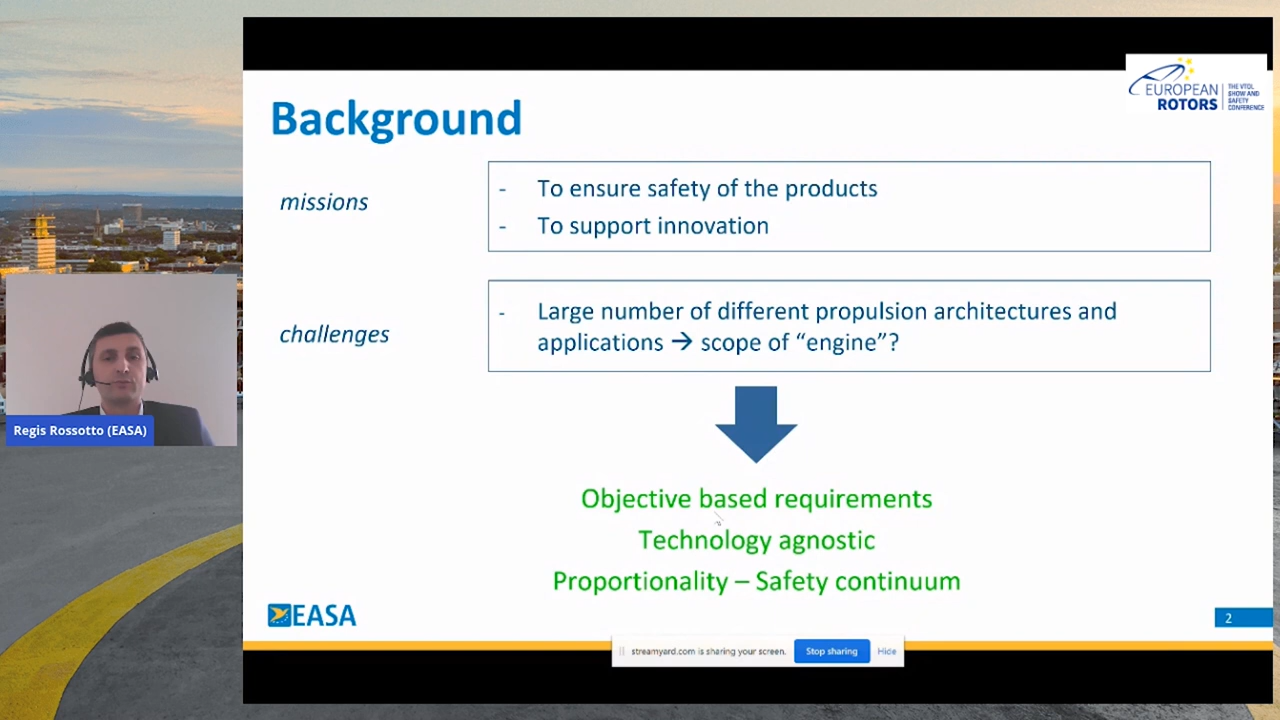 EUROPEAN
ROTORS
THE VTOL
SHOW AND
SAFETY
CONFERENCE
Background
missions
- To ensure safety of the products
- To support innovation
challenges
- Large number of different propulsion architectures and
applications → scope of “engine”?
Regis Rossotto (EASA)
Objective based requirements
Technology agnostic
Proportionality – Safety continuum
EASA
2
streamyard.com is sharing your screen.
Stop sharing
Hide